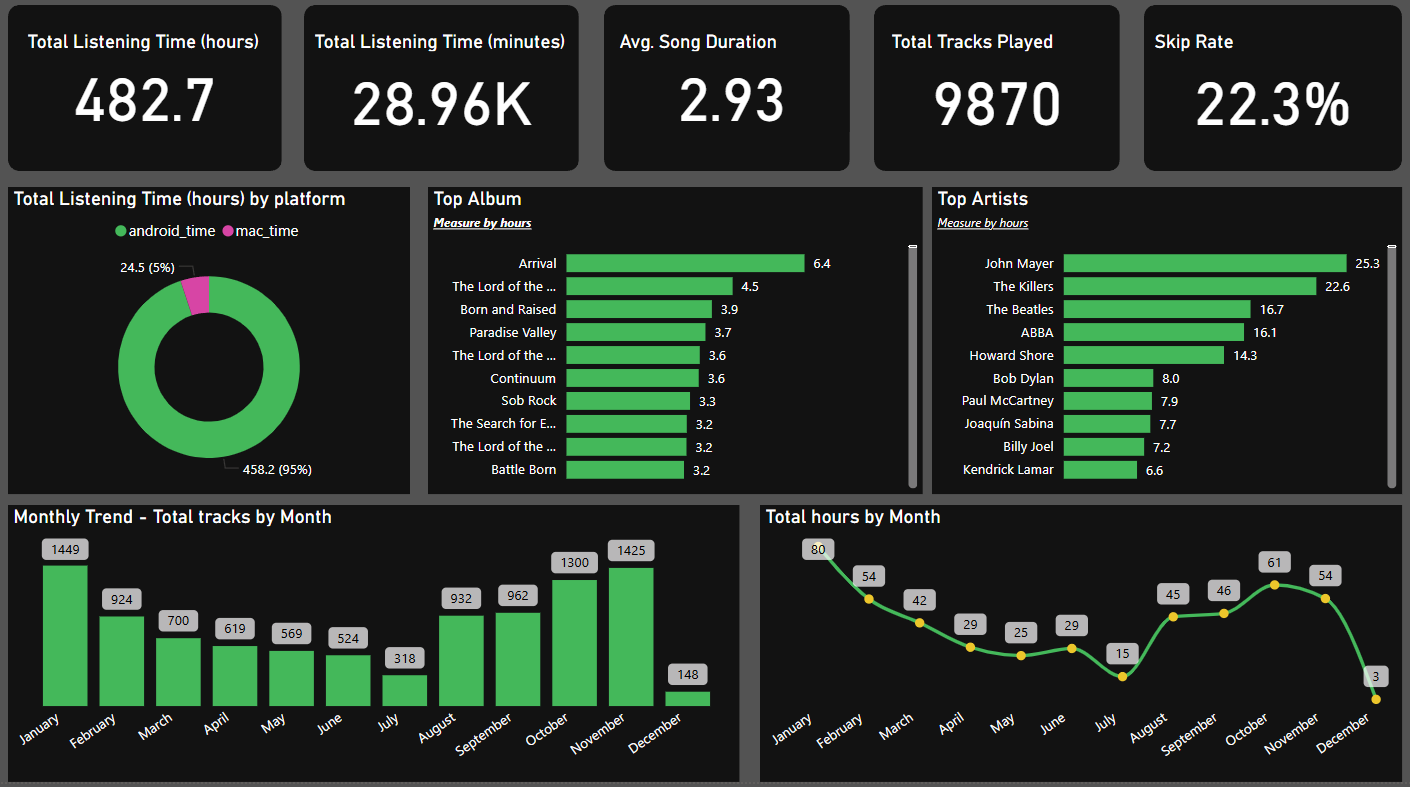 Total Listening Time (hours)
482.7
Total Listening Time (minutes)
28.96K
Avg. Song Duration
2.93
Total Tracks Played
9870
Skip Rate
22.3%
Total Listening Time (hours) by platform
android_time mac_time
24.5 (5%)
458.2 (95%)
Top Album
Measure by hours
Arrival 6.4
The Lord of the ... 4.5
Born and Raised 3.9
Paradise Valley 3.7
The Lord of the ... 3.6
Continuum 3.6
Sob Rock 3.3
The Search for E... 3.2
The Lord of the ... 3.2
Battle Born 3.2
Top Artists
Measure by hours
John Mayer 25.3
The Killers 22.6
The Beatles 16.7
ABBA 16.1
Howard Shore 14.3
Bob Dylan 8.0
Paul McCartney 7.9
Joaquín Sabina 7.7
Billy Joel 7.2
Kendrick Lamar 6.6
Monthly Trend - Total tracks by Month
1449 924 700 619 569 524 318 932 962 1300 1425 148
January February March April May June July August September October November December
Total hours by Month
80 54 42 29 25 29 15 45 46 61 54 3
January February March April May June July August September October November December